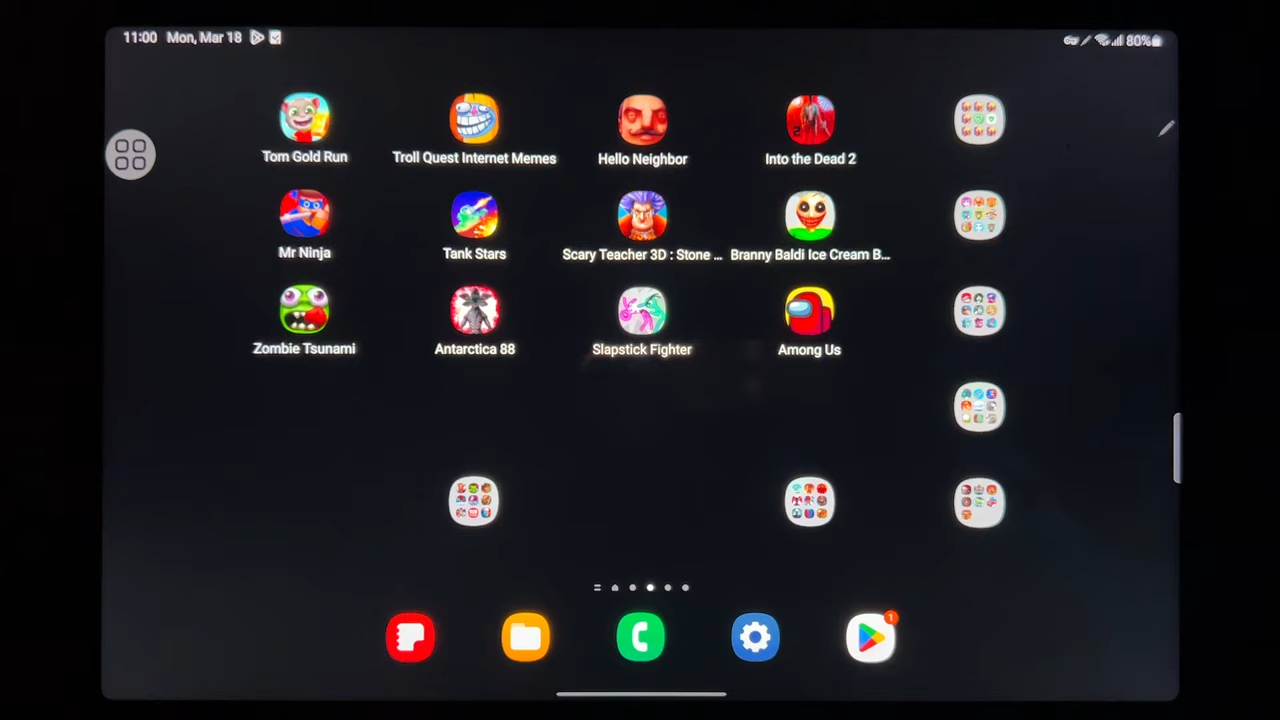 11:00 Mon, Mar 18
80%
Tom Gold Run
Troll Quest Internet Memes
Hello Neighbor
Into the Dead 2
Mr Ninja
Tank Stars
Scary Teacher 3D : Stone ...
Branny Baldi Ice Cream B...
Zombie Tsunami
Antarctica 88
Slapstick Fighter
Among Us
1